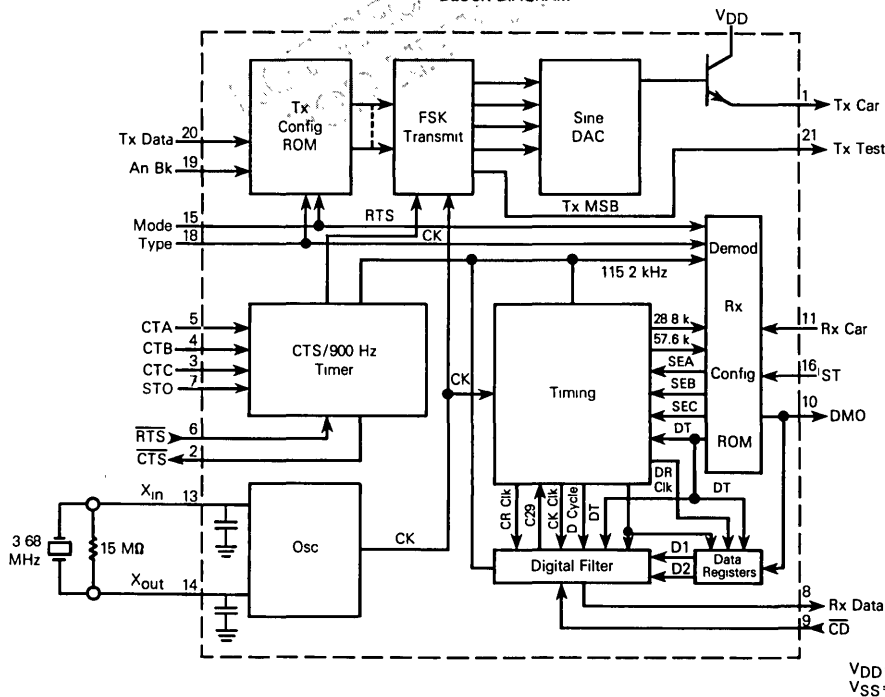 BLOCK DIAGRAM
VDD
Tx
Config
ROM
FSK
Transmit
Sine
DAC
1
Tx Car
Tx Data
20
21
Tx Test
An Bk
19
Tx MSB
Mode
15
RTS
Type
18
CK
Demod
115 2 kHz
Rx
CTA
5
CTB
4
CTC
3
STO
7
CTS/900 Hz
Timer
CK
Timing
28 8 k
57.6 k
SEA
SEB
SEC
DT
Config
ROM
11
Rx Car
16
ST
10
DMO
RTS
6
CTS
2
DR
Clk
DT
Xin
13
3 68
MHz
15 MΩ
Osc
CK
CR Clk
C29
CK Clk
D Cycle
DT
Digital Filter
D1
D2
Data
Registers
Xout
14
8
Rx Data
9
CD
VDD
VSS